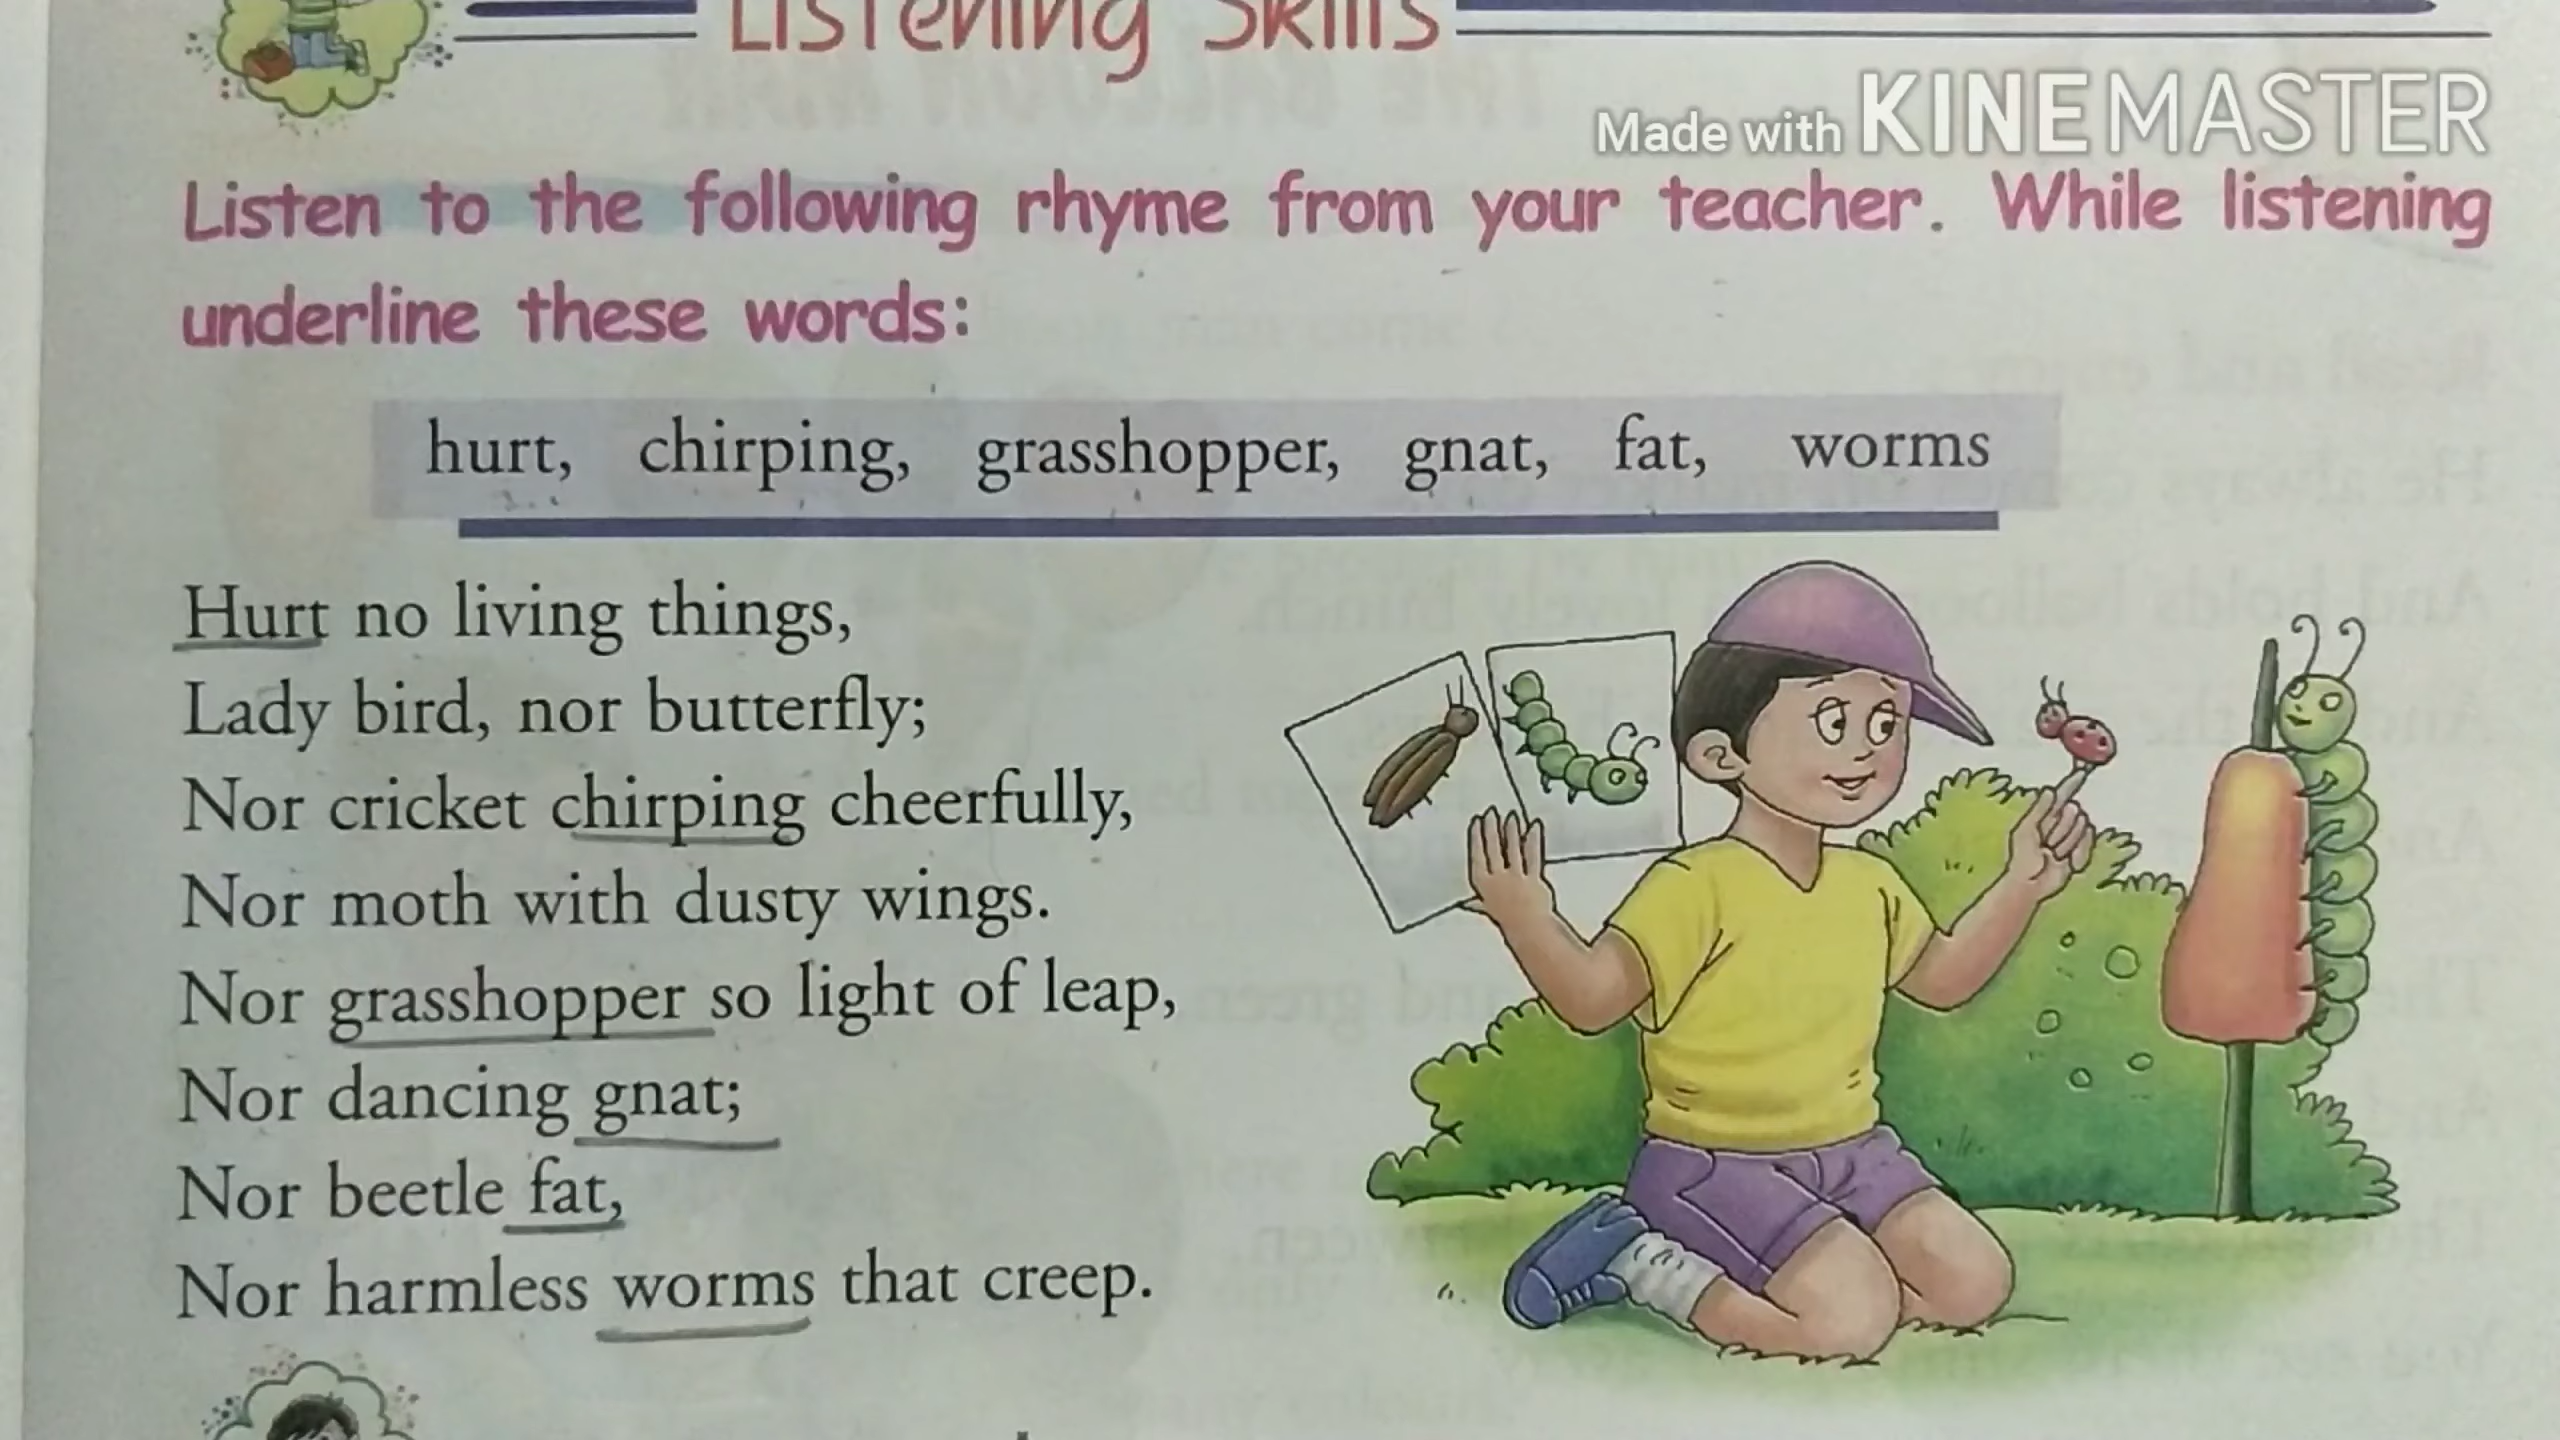 Listening Skills
Made with KINEMASTER
Listen to the following rhyme from your teacher. While listening
underline these words:
hurt, chirping, grasshopper, gnat, fat, worms
Hurt no living things,
Lady bird, nor butterfly;
Nor cricket chirping cheerfully,
Nor moth with dusty wings.
Nor grasshopper so light of leap,
Nor dancing gnat;
Nor beetle fat,
Nor harmless worms that creep.